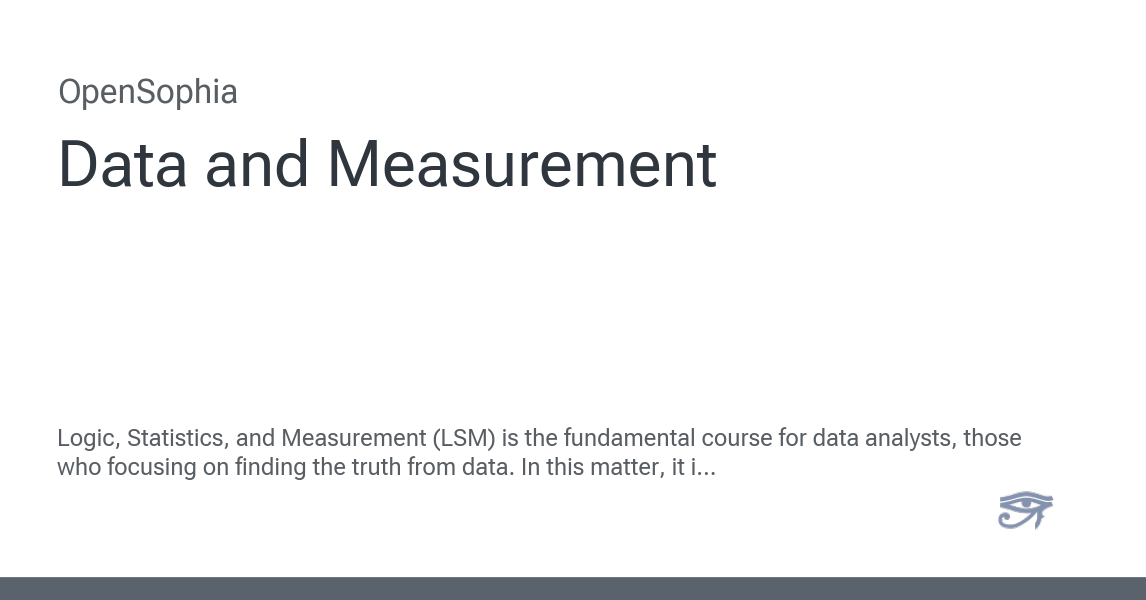 OpenSophia
Data and Measurement
Logic, Statistics, and Measurement (LSM) is the fundamental course for data analysts, those
who focusing on finding the truth from data. In this matter, it i...